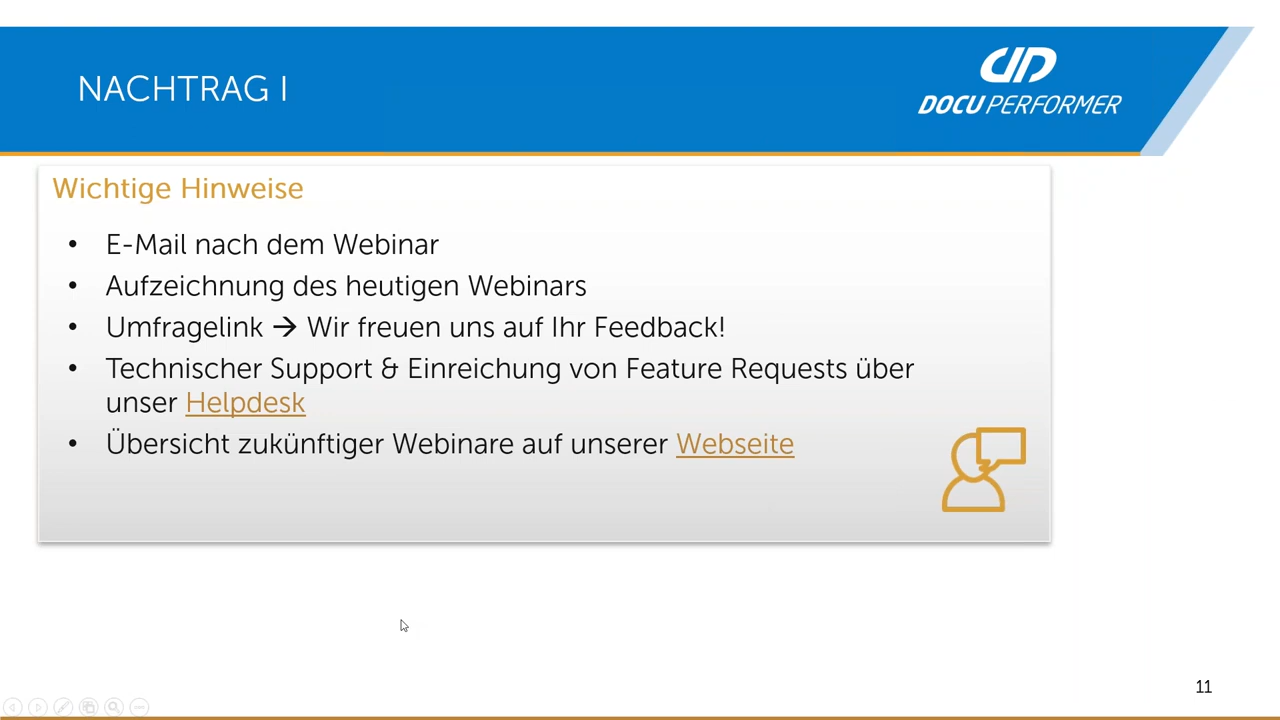 NACHTRAG I
DOCU PERFORMER
Wichtige Hinweise
• E-Mail nach dem Webinar
• Aufzeichnung des heutigen Webinars
• Umfragelink → Wir freuen uns auf Ihr Feedback!
• Technischer Support & Einreichung von Feature Requests über
unser Helpdesk
• Übersicht zukünftiger Webinare auf unserer Webseite
11